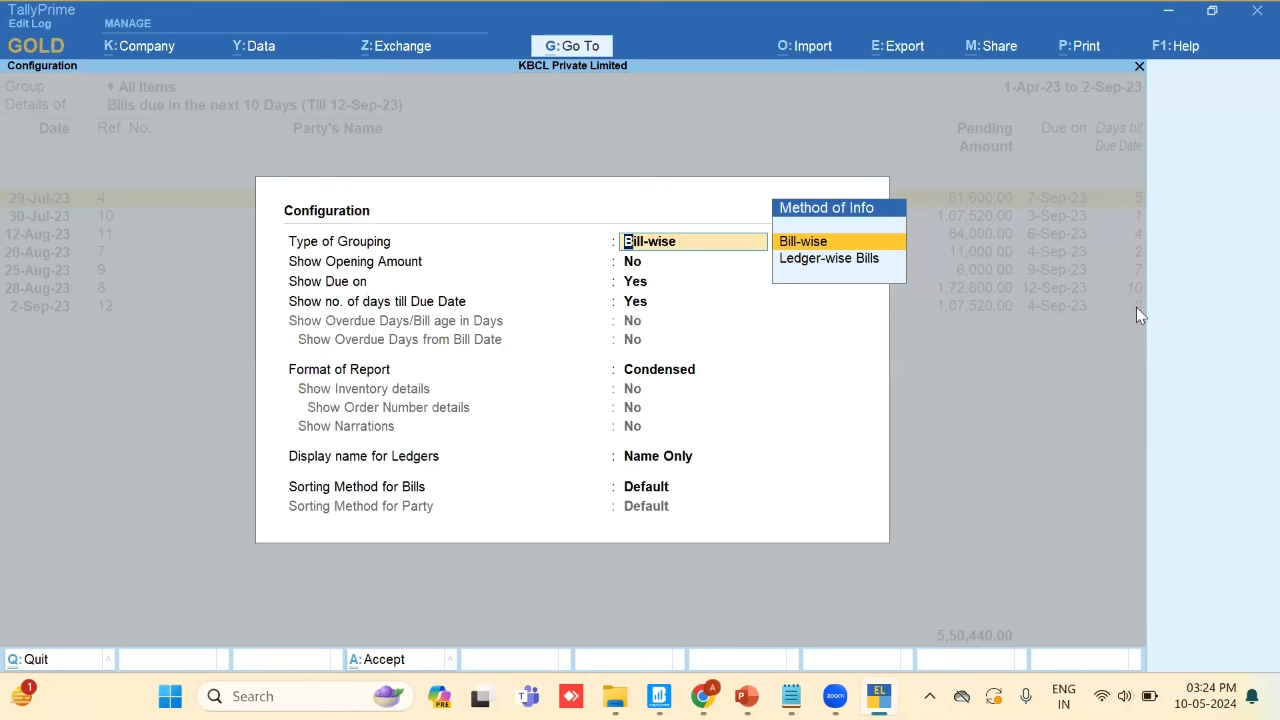 TallyPrime
Edit Log
MANAGE
GOLD
K:Company
Y:Data
Z:Exchange
G:Go To
O:Import
E:Export
M:Share
P:Print
F1:Help
Configuration
KBCL Private Limited
Group : ♦ All Items
1-Apr-23 to 2-Sep-23
Details of : Bills due in the next 10 Days (Till 12-Sep-23)
Date Ref. No. Party's Name Pending Due on Days till
Amount Due Date
29-Jul-23 4 61,600.00 7-Sep-23 5
30-Jul-23 10 1,07,520.00 3-Sep-23 1
12-Aug-23 11 84,000.00 6-Sep-23 4
20-Aug-23 7 11,000.00 4-Sep-23 2
25-Aug-23 9 6,000.00 9-Sep-23 7
28-Aug-23 8 1,72,800.00 12-Sep-23 10
2-Sep-23 12 1,07,520.00 4-Sep-23
5,50,440.00
Configuration
Type of Grouping : Bill-wise
Show Opening Amount : No
Show Due on : Yes
Show no. of days till Due Date : Yes
Show Overdue Days/Bill age in Days : No
Show Overdue Days from Bill Date : No
Format of Report : Condensed
Show Inventory details : No
Show Order Number details : No
Show Narrations : No
Display name for Ledgers : Name Only
Sorting Method for Bills : Default
Sorting Method for Party : Default
Method of Info
Bill-wise
Ledger-wise Bills
Q:Quit
A:Accept
1
Search
PRE
A
zoom
EL
ENG
IN
03:24 PM
10-05-2024